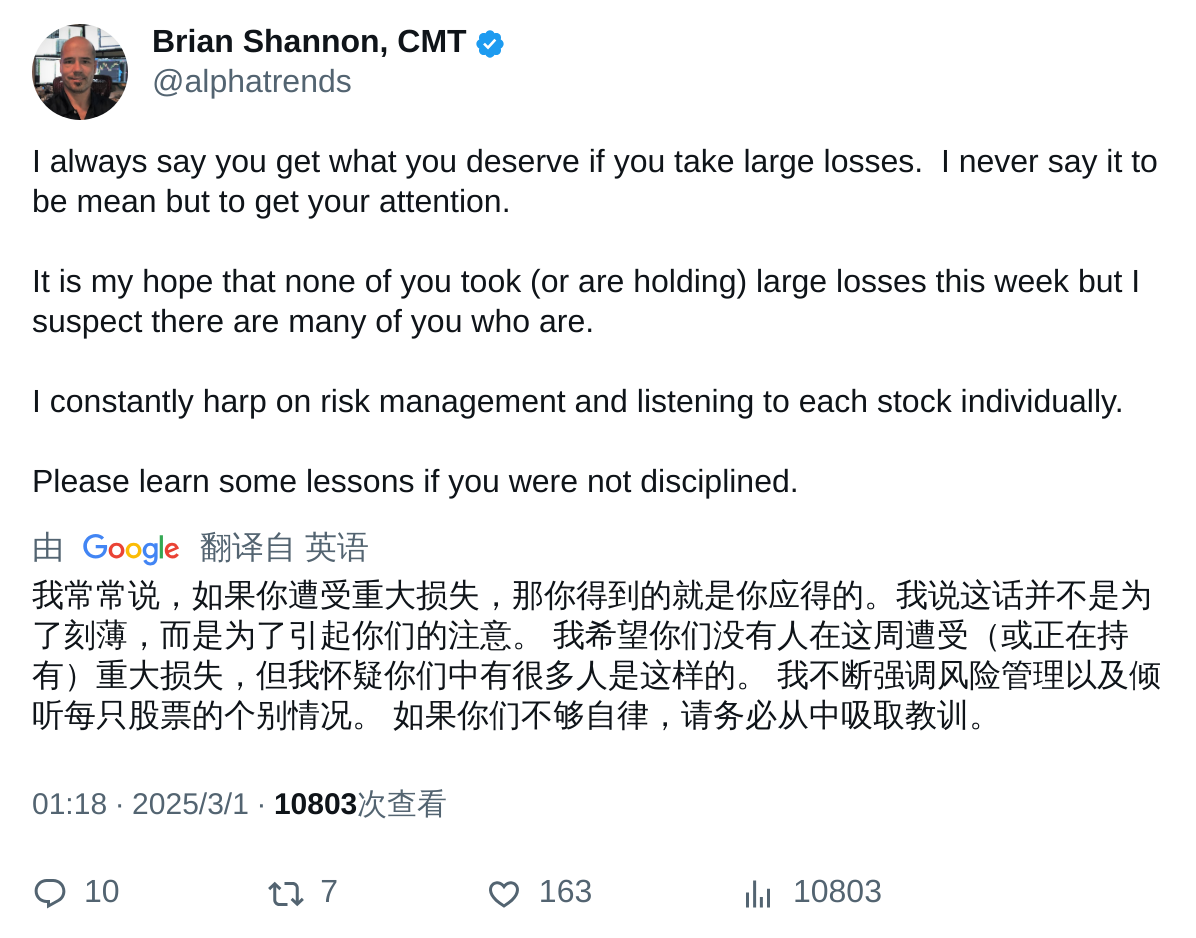 Brian Shannon, CMT
@alphatrends
I always say you get what you deserve if you take large losses.  I never say it to
be mean but to get your attention.
It is my hope that none of you took (or are holding) large losses this week but I
suspect there are many of you who are.
I constantly harp on risk management and listening to each stock individually.
Please learn some lessons if you were not disciplined.
由 Google 翻译自 英语
我常常说，如果你遭受重大损失，那你得到的就是你应得的。我说这话并不是为
了刻薄，而是为了引起你们的注意。 我希望你们没有人在这周遭受（或正在持
有）重大损失，但我怀疑你们中有很多人是这样的。 我不断强调风险管理以及倾
听每只股票的个别情况。 如果你们不够自律，请务必从中吸取教训。
01:18 · 2025/3/1 · 10803次查看
10 7 163 10803